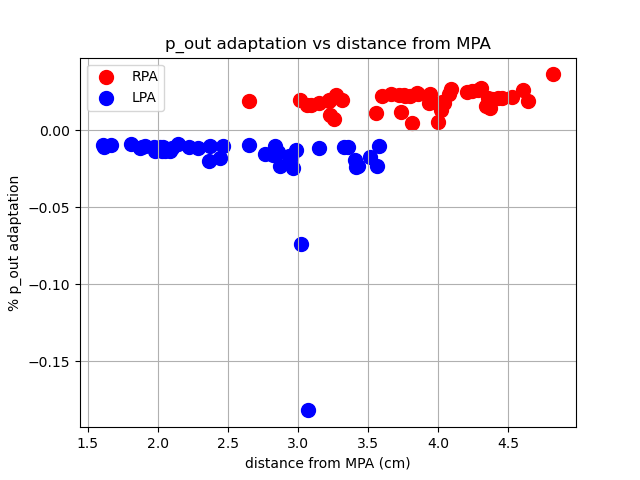 p_out adaptation vs distance from MPA
RPA
LPA
% p_out adaptation
0.00
−0.05
−0.10
−0.15
1.5 2.0 2.5 3.0 3.5 4.0 4.5
distance from MPA (cm)